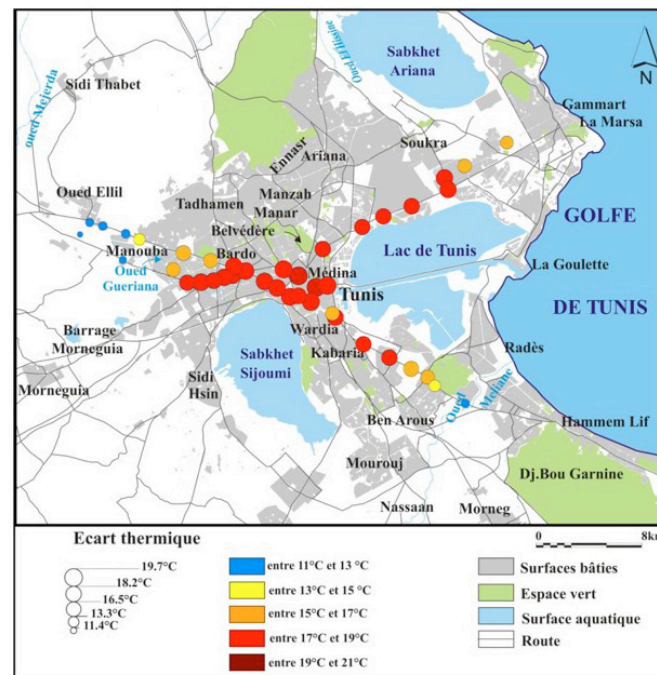 Sabkhet
Ariana
Oued El Hissine
N
Sidi Thabet
oued Mejerda
Gammart
La Marsa
Soukra
Ennasr
Ariana
Oued Ellil
Tadhamen
Manzah
Manar
Belvédère
GOLFE
Manouba
Bardo
Lac de Tunis
Oued
Gueriana
Médina
La Goulette
Tunis
DE TUNIS
Barrage
Morneguia
Wardia
Kabaria
Sabkhet
Sijoumi
Radès
Morneguia
Sidi
Hsin
Oued
Meliane
Ben Arous
Hammem Lif
Mourouj
Dj.Bou Garnine
Nassaan
Morneg
Ecart thermique
19.7°C
18.2°C
16.5°C
13.3°C
11.4°C
entre 11°C et 13 °C
entre 13°C et 15 °C
entre 15°C et 17°C
entre 17°C et 19°C
entre 19°C et 21°C
0 8km
Surfaces bâties
Espace vert
Surface aquatique
Route